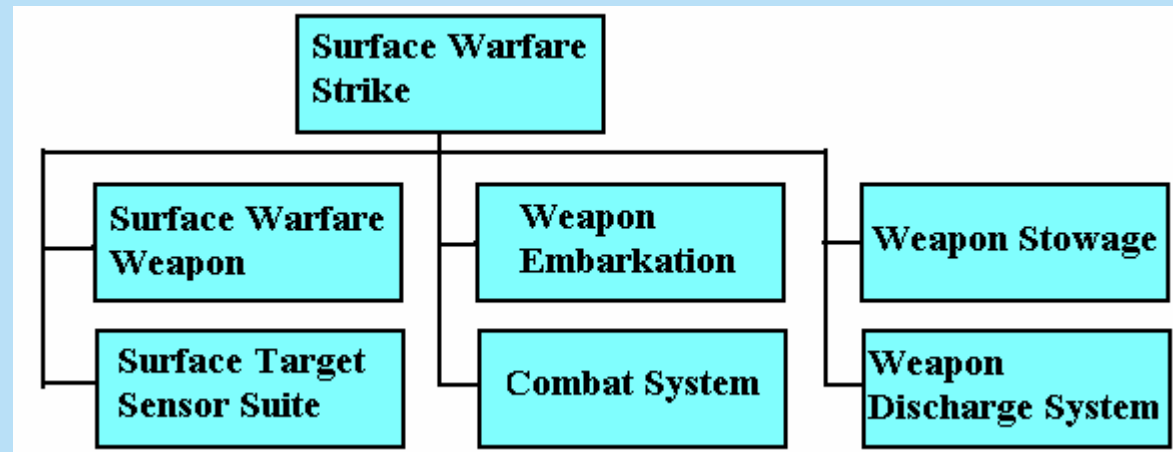 Surface Warfare
Strike
Surface Warfare
Weapon
Weapon
Embarkation
Weapon Stowage
Surface Target
Sensor Suite
Combat System
Weapon
Discharge System